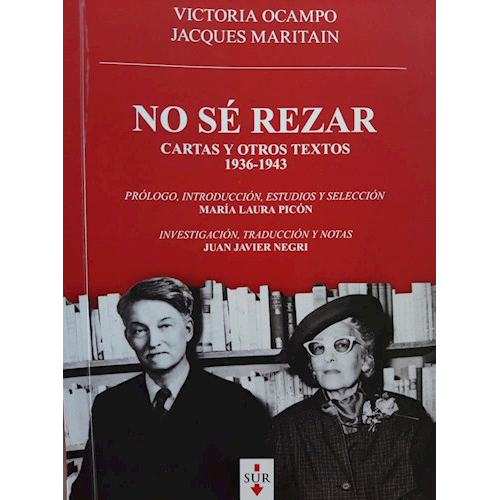 VICTORIA OCAMPO
JACQUES MARITAIN
NO SÉ REZAR
CARTAS Y OTROS TEXTOS
1936-1943
PRÓLOGO, INTRODUCCIÓN, ESTUDIOS Y SELECCIÓN
MARÍA LAURA PICÓN
INVESTIGACIÓN, TRADUCCIÓN Y NOTAS
JUAN JAVIER NEGRI
SUR